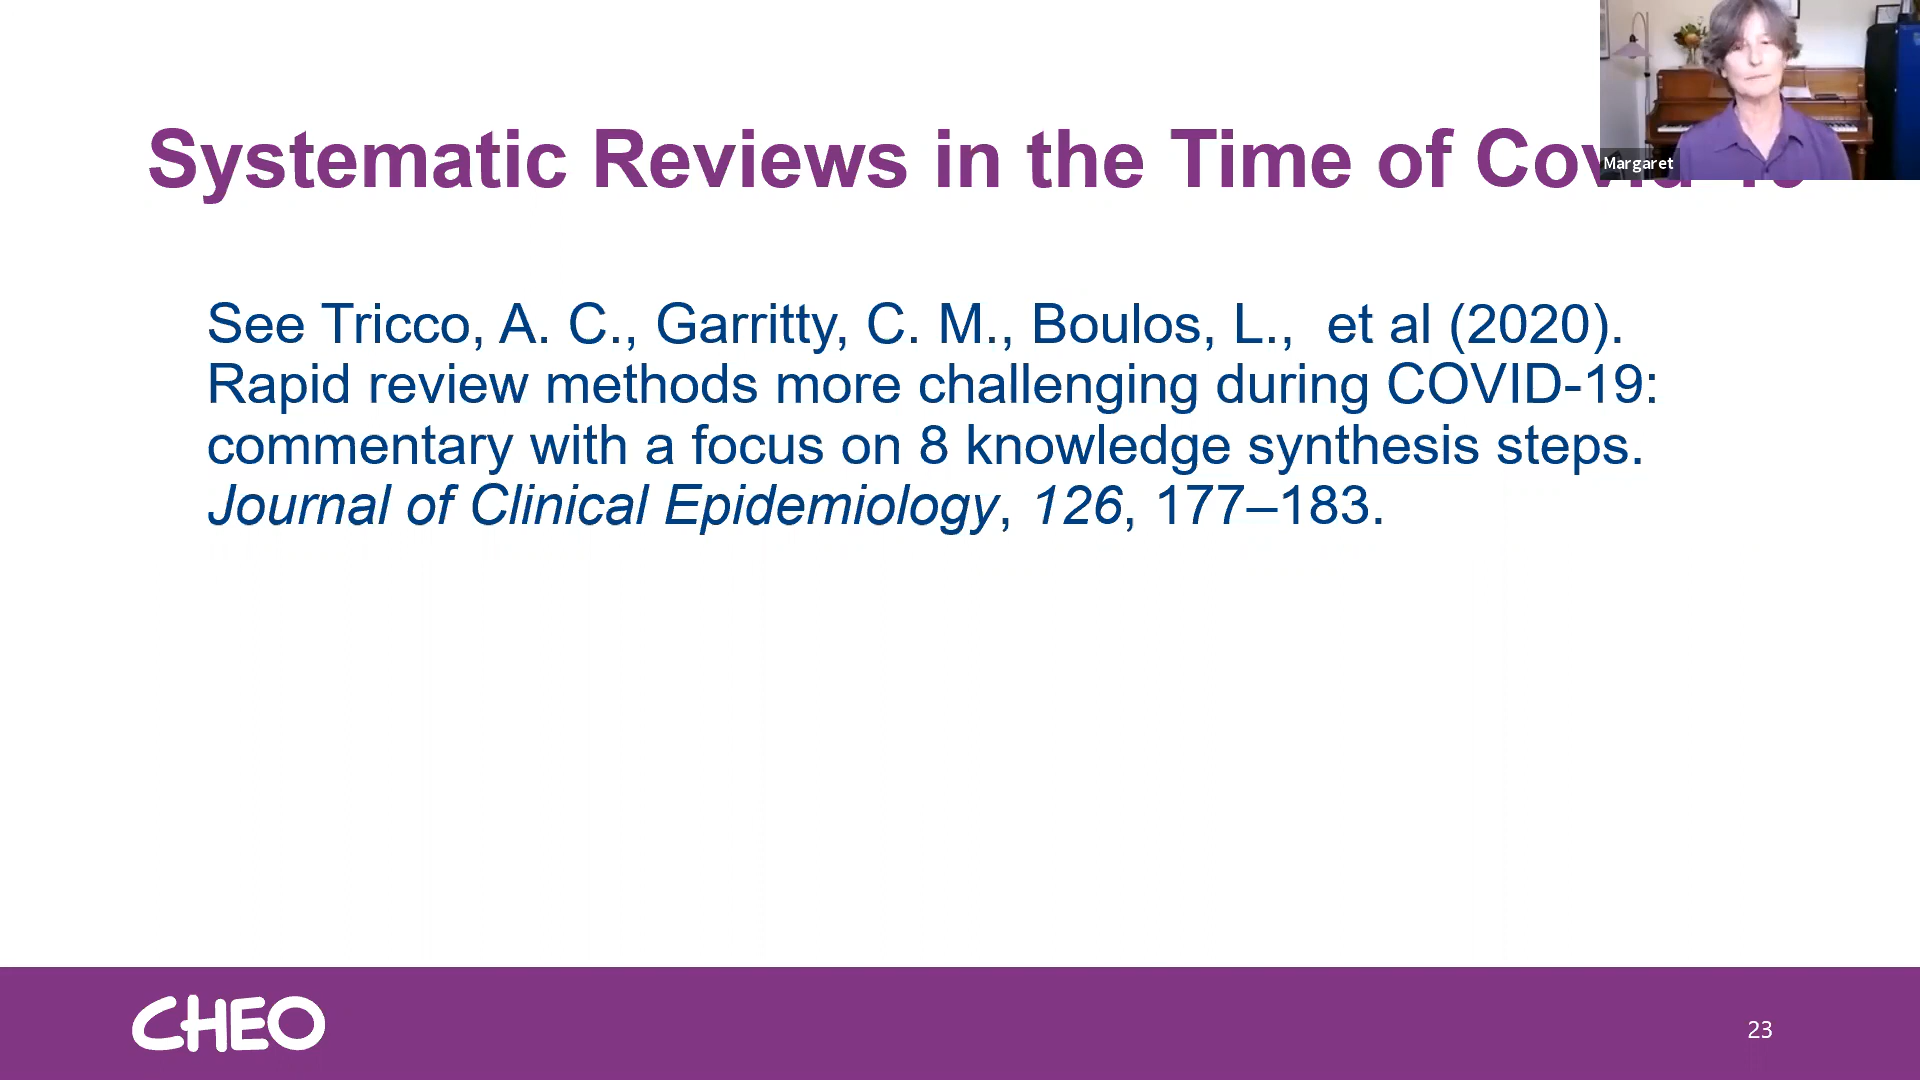 Systematic Reviews in the Time of
Margaret
See Tricco, A. C., Garritty, C. M., Boulos, L.,  et al (2020).
Rapid review methods more challenging during COVID-19:
commentary with a focus on 8 knowledge synthesis steps.
Journal of Clinical Epidemiology, 126, 177–183.
CHEO
23